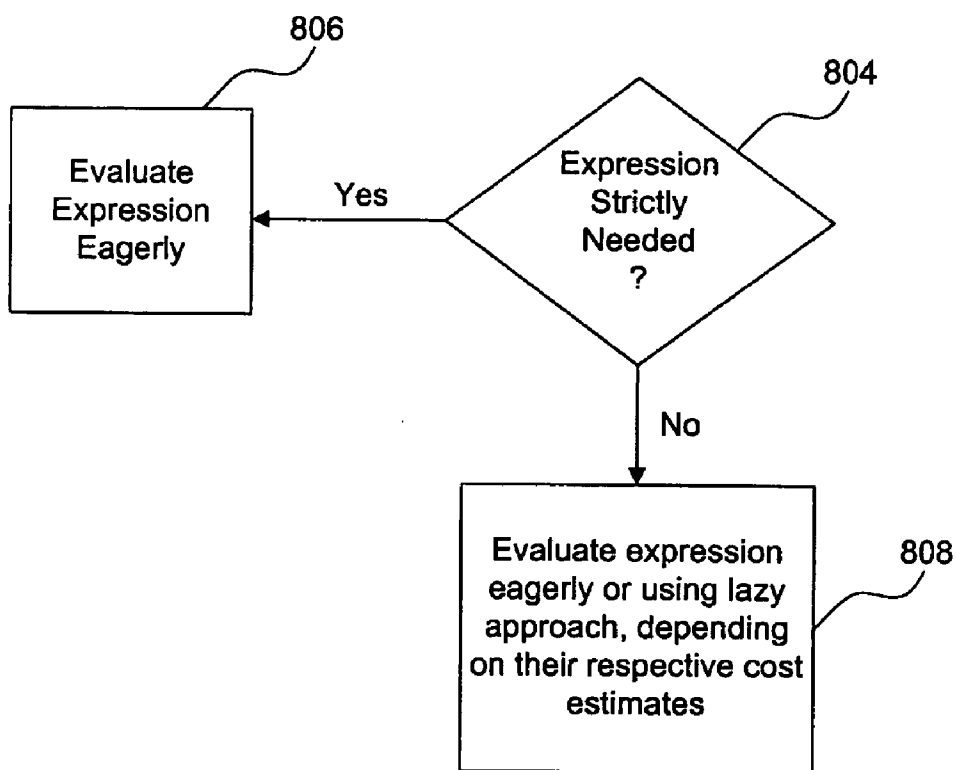 806
804
Evaluate
Expression
Eagerly
Yes
Expression
Strictly
Needed
?
No
808
Evaluate expression
eagerly or using lazy
approach, depending
on their respective cost
estimates